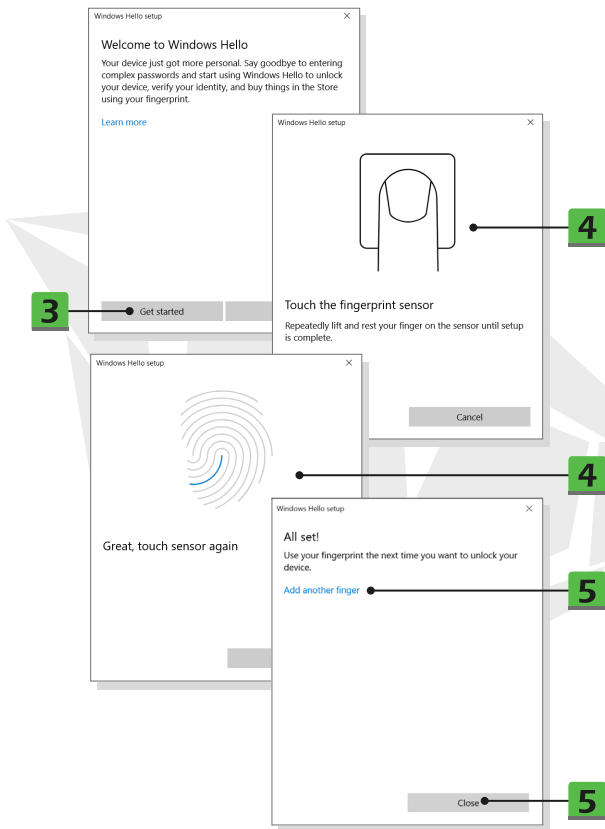 Windows Hello setup
Welcome to Windows Hello
Your device just got more personal. Say goodbye to entering
complex passwords and start using Windows Hello to unlock
your device, verify your identity, and buy things in the Store
using your fingerprint.
Learn more
3
Get started
Windows Hello setup
4
Touch the fingerprint sensor
Repeatedly lift and rest your finger on the sensor until setup
is complete.
Cancel
Windows Hello setup
4
Great, touch sensor again
Windows Hello setup
All set!
Use your fingerprint the next time you want to unlock your
device.
Add another finger
5
Close
5